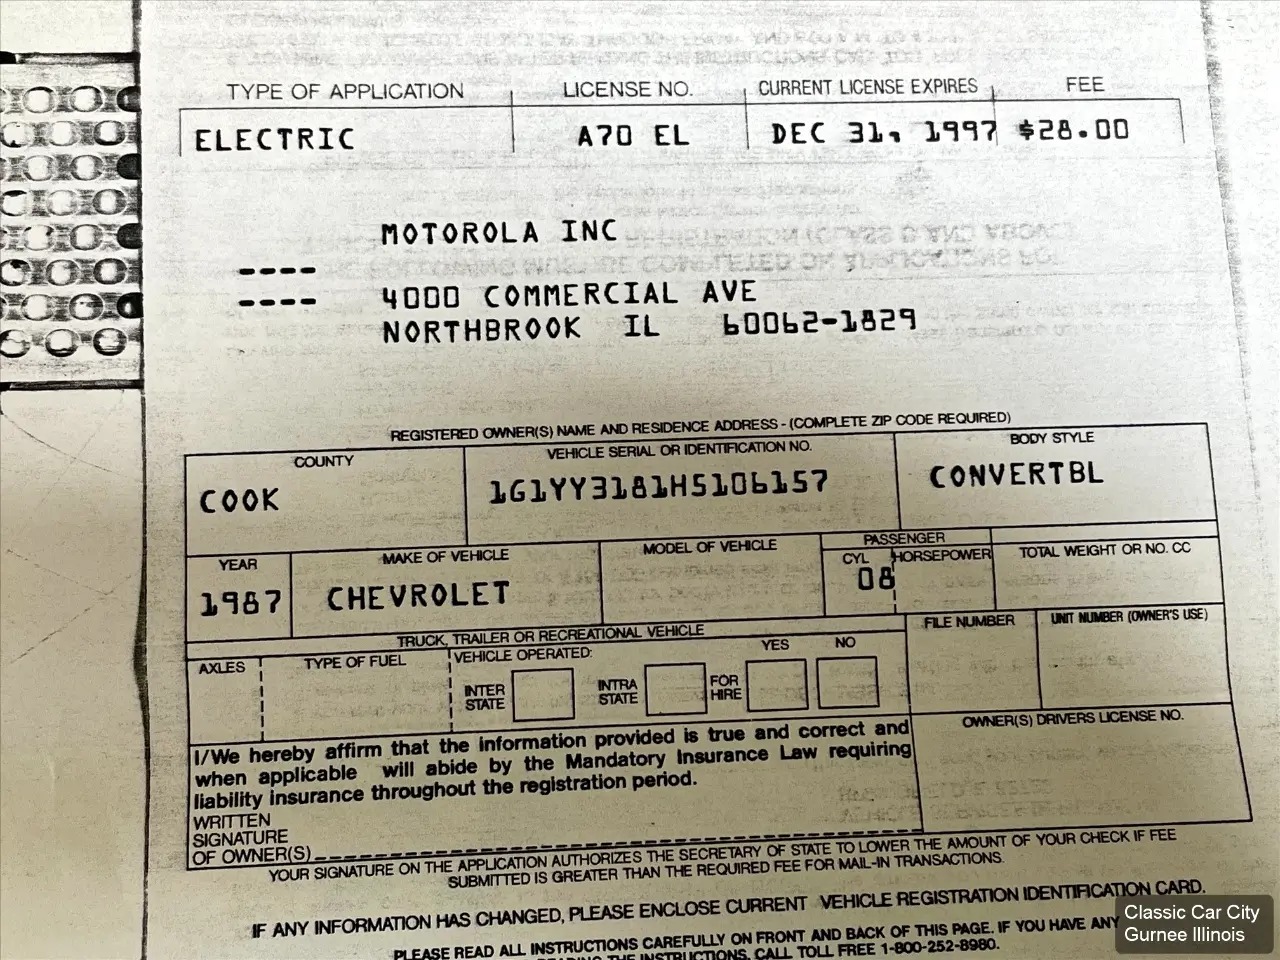 TYPE OF APPLICATION LICENSE NO. CURRENT LICENSE EXPIRES FEE
ELECTRIC A70 EL DEC 31, 1997 $28.00
MOTOROLA INC
----
---- 4000 COMMERCIAL AVE
NORTHBROOK IL 60062-1829
REGISTERED OWNER(S) NAME AND RESIDENCE ADDRESS - (COMPLETE ZIP CODE REQUIRED)
COUNTY VEHICLE SERIAL OR IDENTIFICATION NO. BODY STYLE
COOK 1G1YY3181H5106157 CONVERTBL
YEAR MAKE OF VEHICLE MODEL OF VEHICLE PASSENGER TOTAL WEIGHT OR NO. CC
CYL HORSEPOWER
1987 CHEVROLET 08
TRUCK, TRAILER OR RECREATIONAL VEHICLE FILE NUMBER UNIT NUMBER (OWNER'S USE)
AXLES TYPE OF FUEL VEHICLE OPERATED: YES NO
INTER STATE INTRA STATE FOR HIRE
OWNER(S) DRIVERS LICENSE NO.
I/We hereby affirm that the information provided is true and correct and
when applicable will abide by the Mandatory Insurance Law requiring
liability insurance throughout the registration period.
WRITTEN
SIGNATURE
OF OWNER(S)
YOUR SIGNATURE ON THE APPLICATION AUTHORIZES THE SECRETARY OF STATE TO LOWER THE AMOUNT OF YOUR CHECK IF FEE
SUBMITTED IS GREATER THAN THE REQUIRED FEE FOR MAIL-IN TRANSACTIONS.
IF ANY INFORMATION HAS CHANGED, PLEASE ENCLOSE CURRENT VEHICLE REGISTRATION IDENTIFICATION CARD.
PLEASE READ ALL INSTRUCTIONS CAREFULLY ON FRONT AND BACK OF THIS PAGE. IF YOU HAVE ANY
THE INSTRUCTIONS, CALL TOLL FREE 1-800-252-8980.
Classic Car City
Gurnee Illinois